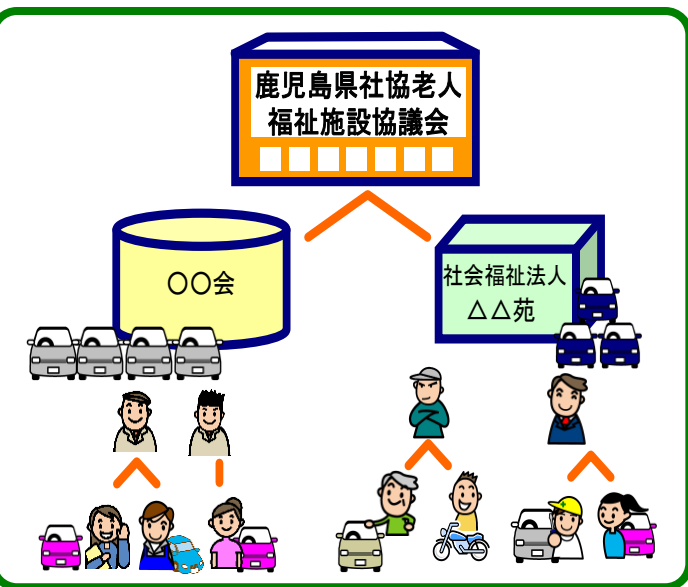 鹿児島県社協老人
福祉施設協議会
〇〇会
社会福祉法人
△△苑